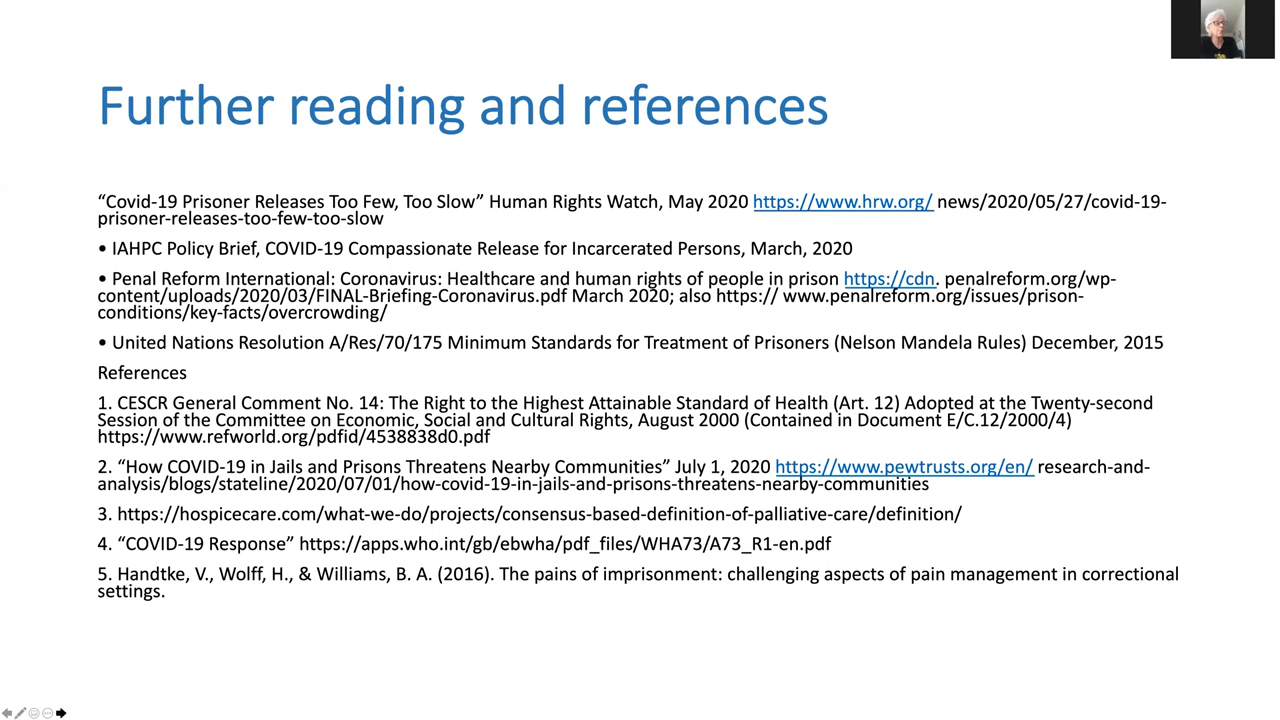 Further reading and references
“Covid-19 Prisoner Releases Too Few, Too Slow” Human Rights Watch, May 2020 https://www.hrw.org/ news/2020/05/27/covid-19-
prisoner-releases-too-few-too-slow
• IAHPC Policy Brief, COVID-19 Compassionate Release for Incarcerated Persons, March, 2020
• Penal Reform International: Coronavirus: Healthcare and human rights of people in prison https://cdn. penalreform.org/wp-
content/uploads/2020/03/FINAL-Briefing-Coronavirus.pdf March 2020; also https:// www.penalreform.org/issues/prison-
conditions/key-facts/overcrowding/
• United Nations Resolution A/Res/70/175 Minimum Standards for Treatment of Prisoners (Nelson Mandela Rules) December, 2015
References
1. CESCR General Comment No. 14: The Right to the Highest Attainable Standard of Health (Art. 12) Adopted at the Twenty-second
Session of the Committee on Economic, Social and Cultural Rights, August 2000 (Contained in Document E/C.12/2000/4)
https://www.refworld.org/pdfid/4538838d0.pdf
2. “How COVID-19 in Jails and Prisons Threatens Nearby Communities” July 1, 2020 https://www.pewtrusts.org/en/ research-and-
analysis/blogs/stateline/2020/07/01/how-covid-19-in-jails-and-prisons-threatens-nearby-communities
3. https://hospicecare.com/what-we-do/projects/consensus-based-definition-of-palliative-care/definition/
4. “COVID-19 Response” https://apps.who.int/gb/ebwha/pdf_files/WHA73/A73_R1-en.pdf
5. Handtke, V., Wolff, H., & Williams, B. A. (2016). The pains of imprisonment: challenging aspects of pain management in correctional
settings.